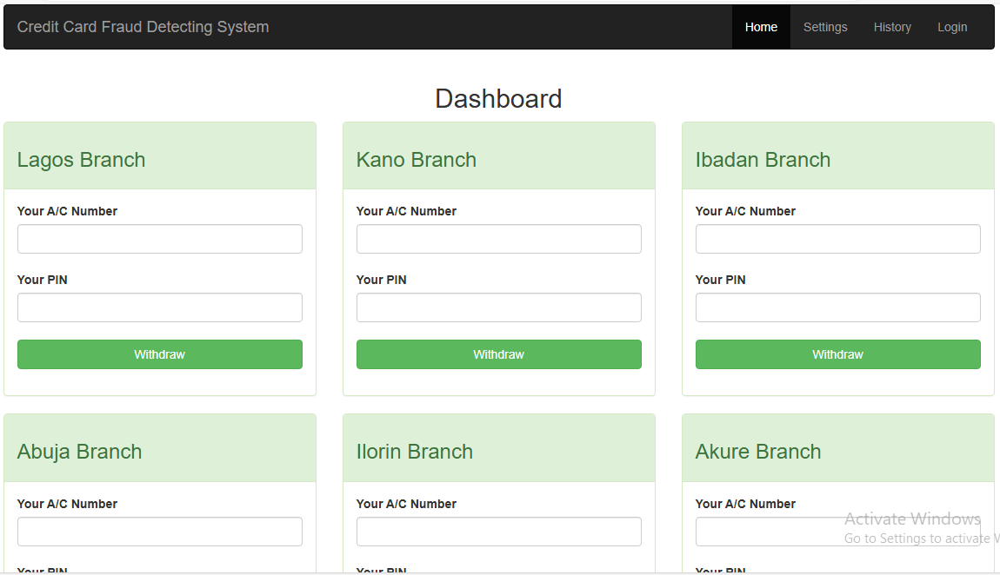 Credit Card Fraud Detecting System Home Settings History Login
Dashboard
Lagos Branch Kano Branch Ibadan Branch
Your A/C Number Your A/C Number Your A/C Number
Your PIN Your PIN Your PIN
Withdraw Withdraw Withdraw
Abuja Branch Ilorin Branch Akure Branch
Your A/C Number Your A/C Number Your A/C Number
Activate Windows
Go to Settings to activate W
Your PIN Your PIN Your PIN